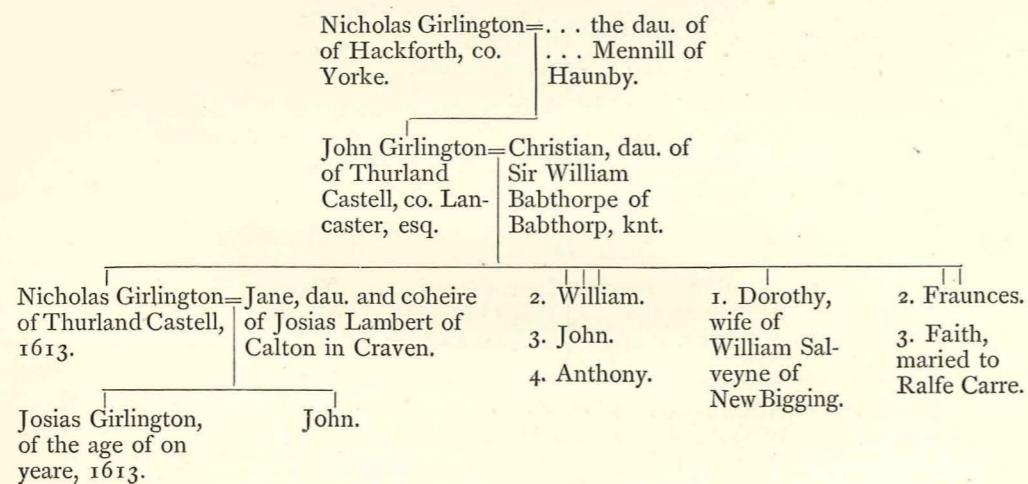 Nicholas Girlington=. . . the dau. of
of Hackforth, co. . . . Mennill of
Yorke. Haunby.
John Girlington=Christian, dau. of
of Thurland Sir William
Castell, co. Lan- Babthorpe of
caster, esq. Babthorp, knt.
Nicholas Girlington=Jane, dau. and coheire
of Thurland Castell, of Josias Lambert of
1613. Calton in Craven.
2. William.
3. John.
4. Anthony.
1. Dorothy,
wife of
William Sal-
veyne of
New Bigging.
2. Fraunces.
3. Faith,
maried to
Ralfe Carre.
Josias Girlington,
of the age of on
yeare, 1613.
John.